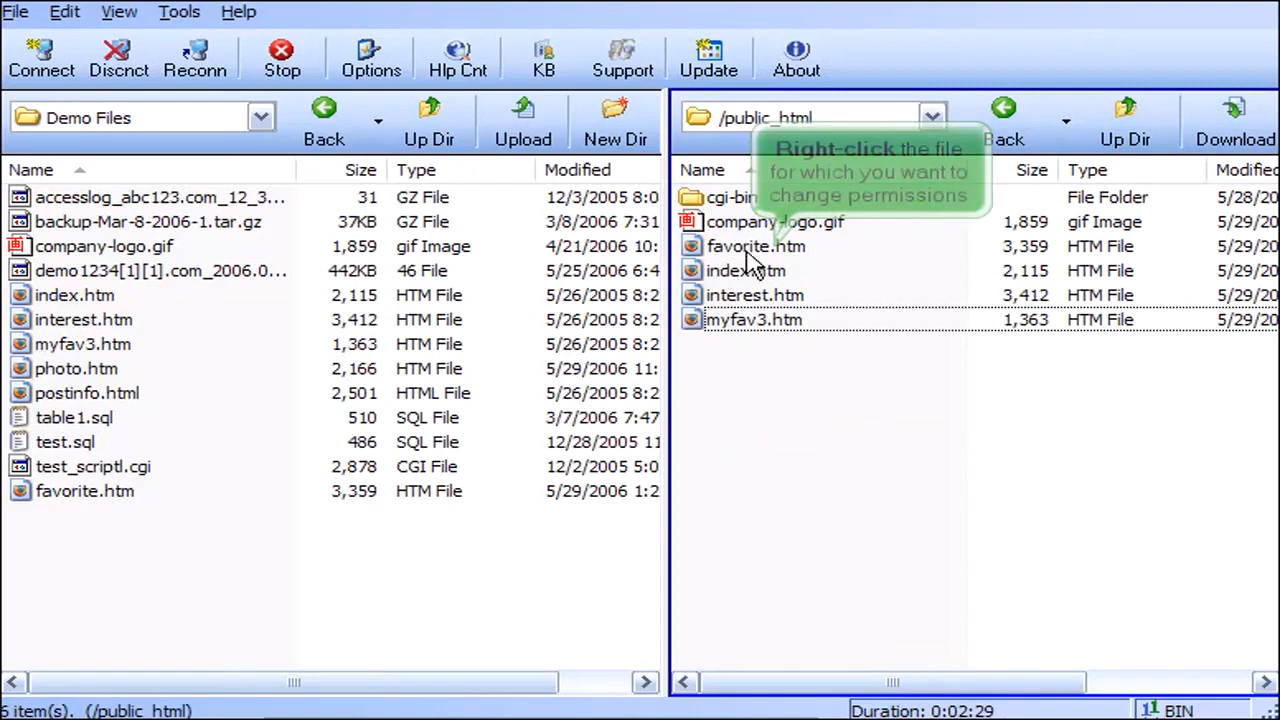 File Edit View Tools Help
Connect Discnct Reconn Stop Options Hlp Cnt KB Support Update About
Demo Files Back Up Dir Upload New Dir
Name Size Type Modified
accesslog_abc123.com_12_3... 31 GZ File 12/3/2005 8:0
backup-Mar-8-2006-1.tar.gz 37KB GZ File 3/8/2006 7:31
company-logo.gif 1,859 gif Image 4/21/2006 10:
demo1234[1][1].com_2006.0... 442KB 46 File 5/25/2006 6:4
index.htm 2,115 HTM File 5/26/2005 8:2
interest.htm 3,412 HTM File 5/26/2005 8:2
myfav3.htm 1,363 HTM File 5/26/2005 8:2
photo.htm 2,166 HTM File 5/29/2006 11:
postinfo.html 2,501 HTML File 5/26/2005 8:2
table1.sql 510 SQL File 3/7/2006 7:47
test.sql 486 SQL File 12/28/2005 11
test_scriptl.cgi 2,878 CGI File 12/2/2005 5:0
favorite.htm 3,359 HTM File 5/29/2006 1:2
/public_html Back Up Dir Download
Right-click the file
for which you want to
change permissions
Name Size Type Modified
cgi-bin File Folder 5/28/20
company-logo.gif 1,859 gif Image 5/29/20
favorite.htm 3,359 HTM File 5/29/20
index.htm 2,115 HTM File 5/29/20
interest.htm 3,412 HTM File 5/29/20
myfav3.htm 1,363 HTM File 5/29/20
6 item(s). (/public_html) Duration: 0:02:29 BIN